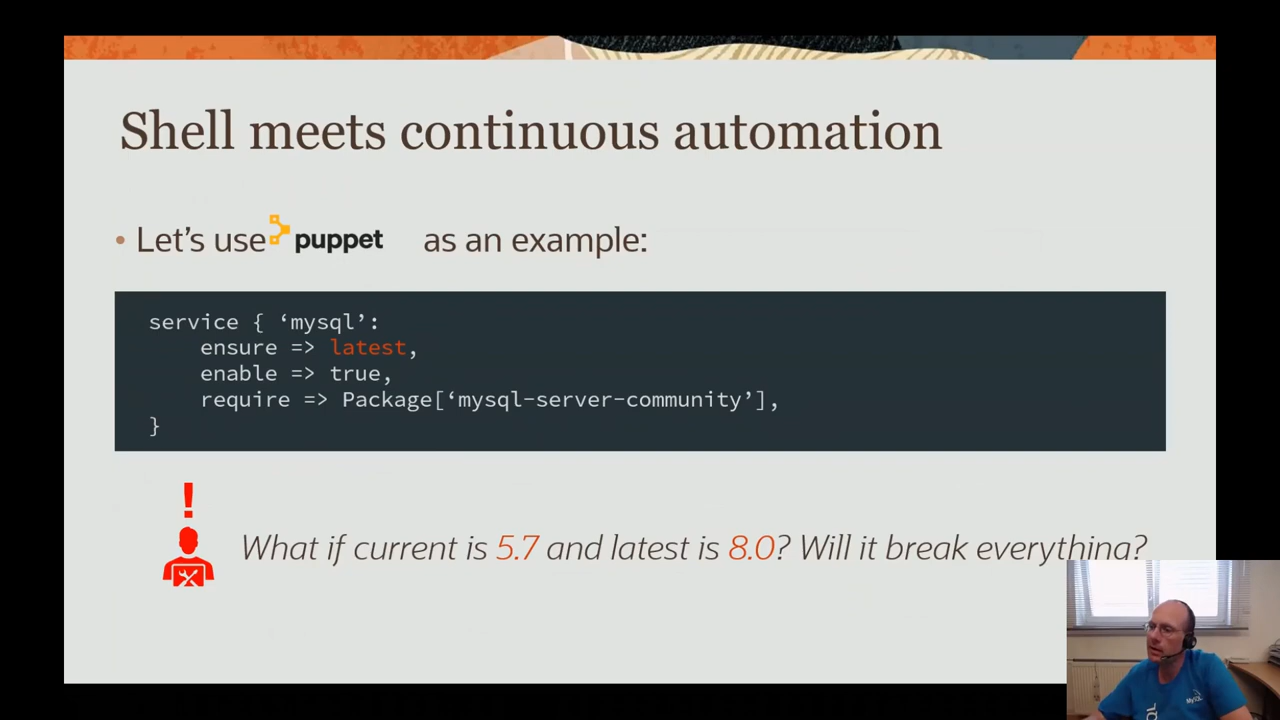 Shell meets continuous automation
• Let's use puppet as an example:
service { ‘mysql’:
    ensure => latest,
    enable => true,
    require => Package[‘mysql-server-community’],
}
!
What if current is 5.7 and latest is 8.0? Will it break everything?
MySQL